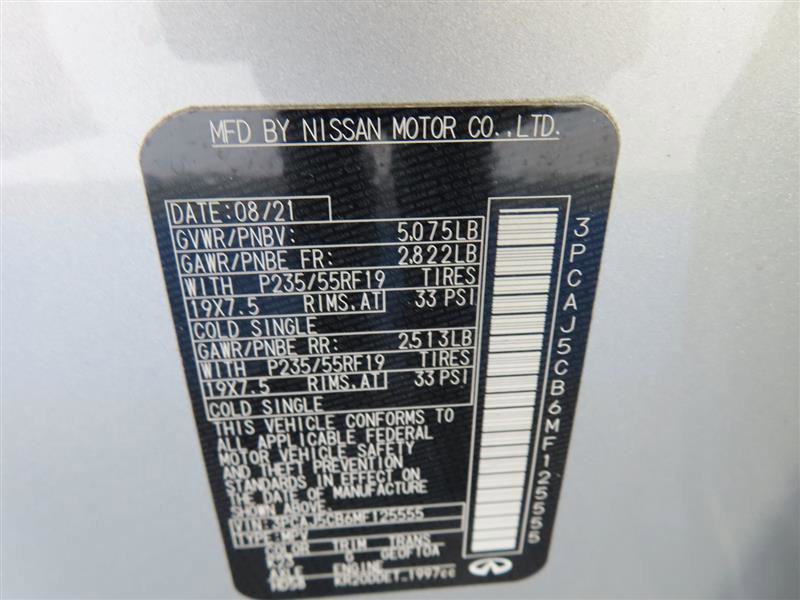 MFD BY NISSAN MOTOR CO.,LTD.
DATE:08/21
GVWR/PNBV: 5,075LB
GAWR/PNBE FR: 2,822LB
WITH P235/55RF19 TIRES
19X7.5 RIMS.AT 33 PSI
COLD SINGLE
GAWR/PNBE RR: 2,513LB
WITH P235/55RF19 TIRES
19X7.5 RIMS.AT 33 PSI
COLD SINGLE
THIS VEHICLE CONFORMS TO
ALL APPLICABLE FEDERAL
MOTOR VEHICLE SAFETY
AND THEFT PREVENTION
STANDARDS IN EFFECT ON
THE DATE OF MANUFACTURE
SHOWN ABOVE.
VIN: 3PCAJ5CB6MF125555
TYPE:MPV
COLOR TRIM TRANS
G GE0F10A
AXLE ENGINE
KR20DDET 1997cc
3PCAJ5CB6MF125555